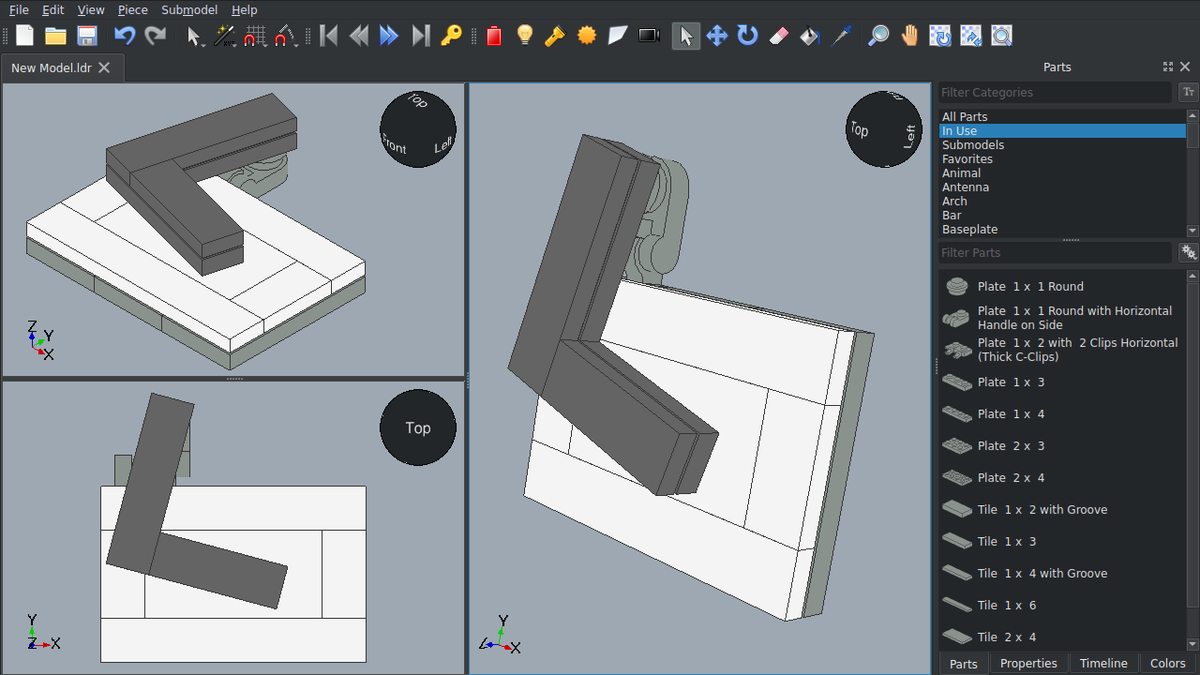 File Edit View Piece Submodel Help
New Model.ldr
Parts
Filter Categories
Tт
All Parts
In Use
Submodels
Favorites
Animal
Antenna
Arch
Bar
Baseplate
Filter Parts
Plate 1 x 1 Round
Plate 1 x 1 Round with Horizontal
Handle on Side
Plate 1 x 2 with 2 Clips Horizontal
(Thick C-Clips)
Plate 1 x 3
Plate 1 x 4
Plate 2 x 3
Plate 2 x 4
Tile 1 x 2 with Groove
Tile 1 x 3
Tile 1 x 4 with Groove
Tile 1 x 6
Tile 2 x 4
Parts Properties Timeline Colors
Top
Front Left
Z
Y
X
Top
Y
Z X
Top Left
Y
X